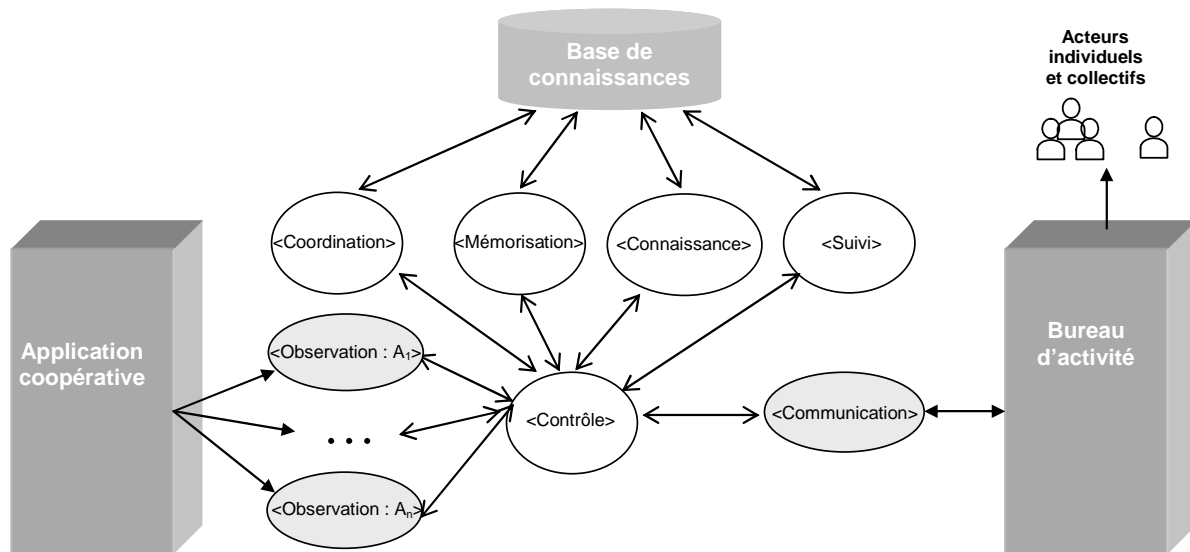 Base de
connaissances
Acteurs
individuels
et collectifs
<Coordination>
<Mémorisation>
<Connaissance>
<Suivi>
Application
coopérative
<Observation : A1>
Bureau
d'activité
<Contrôle>
<Communication>
. . .
<Observation : An>